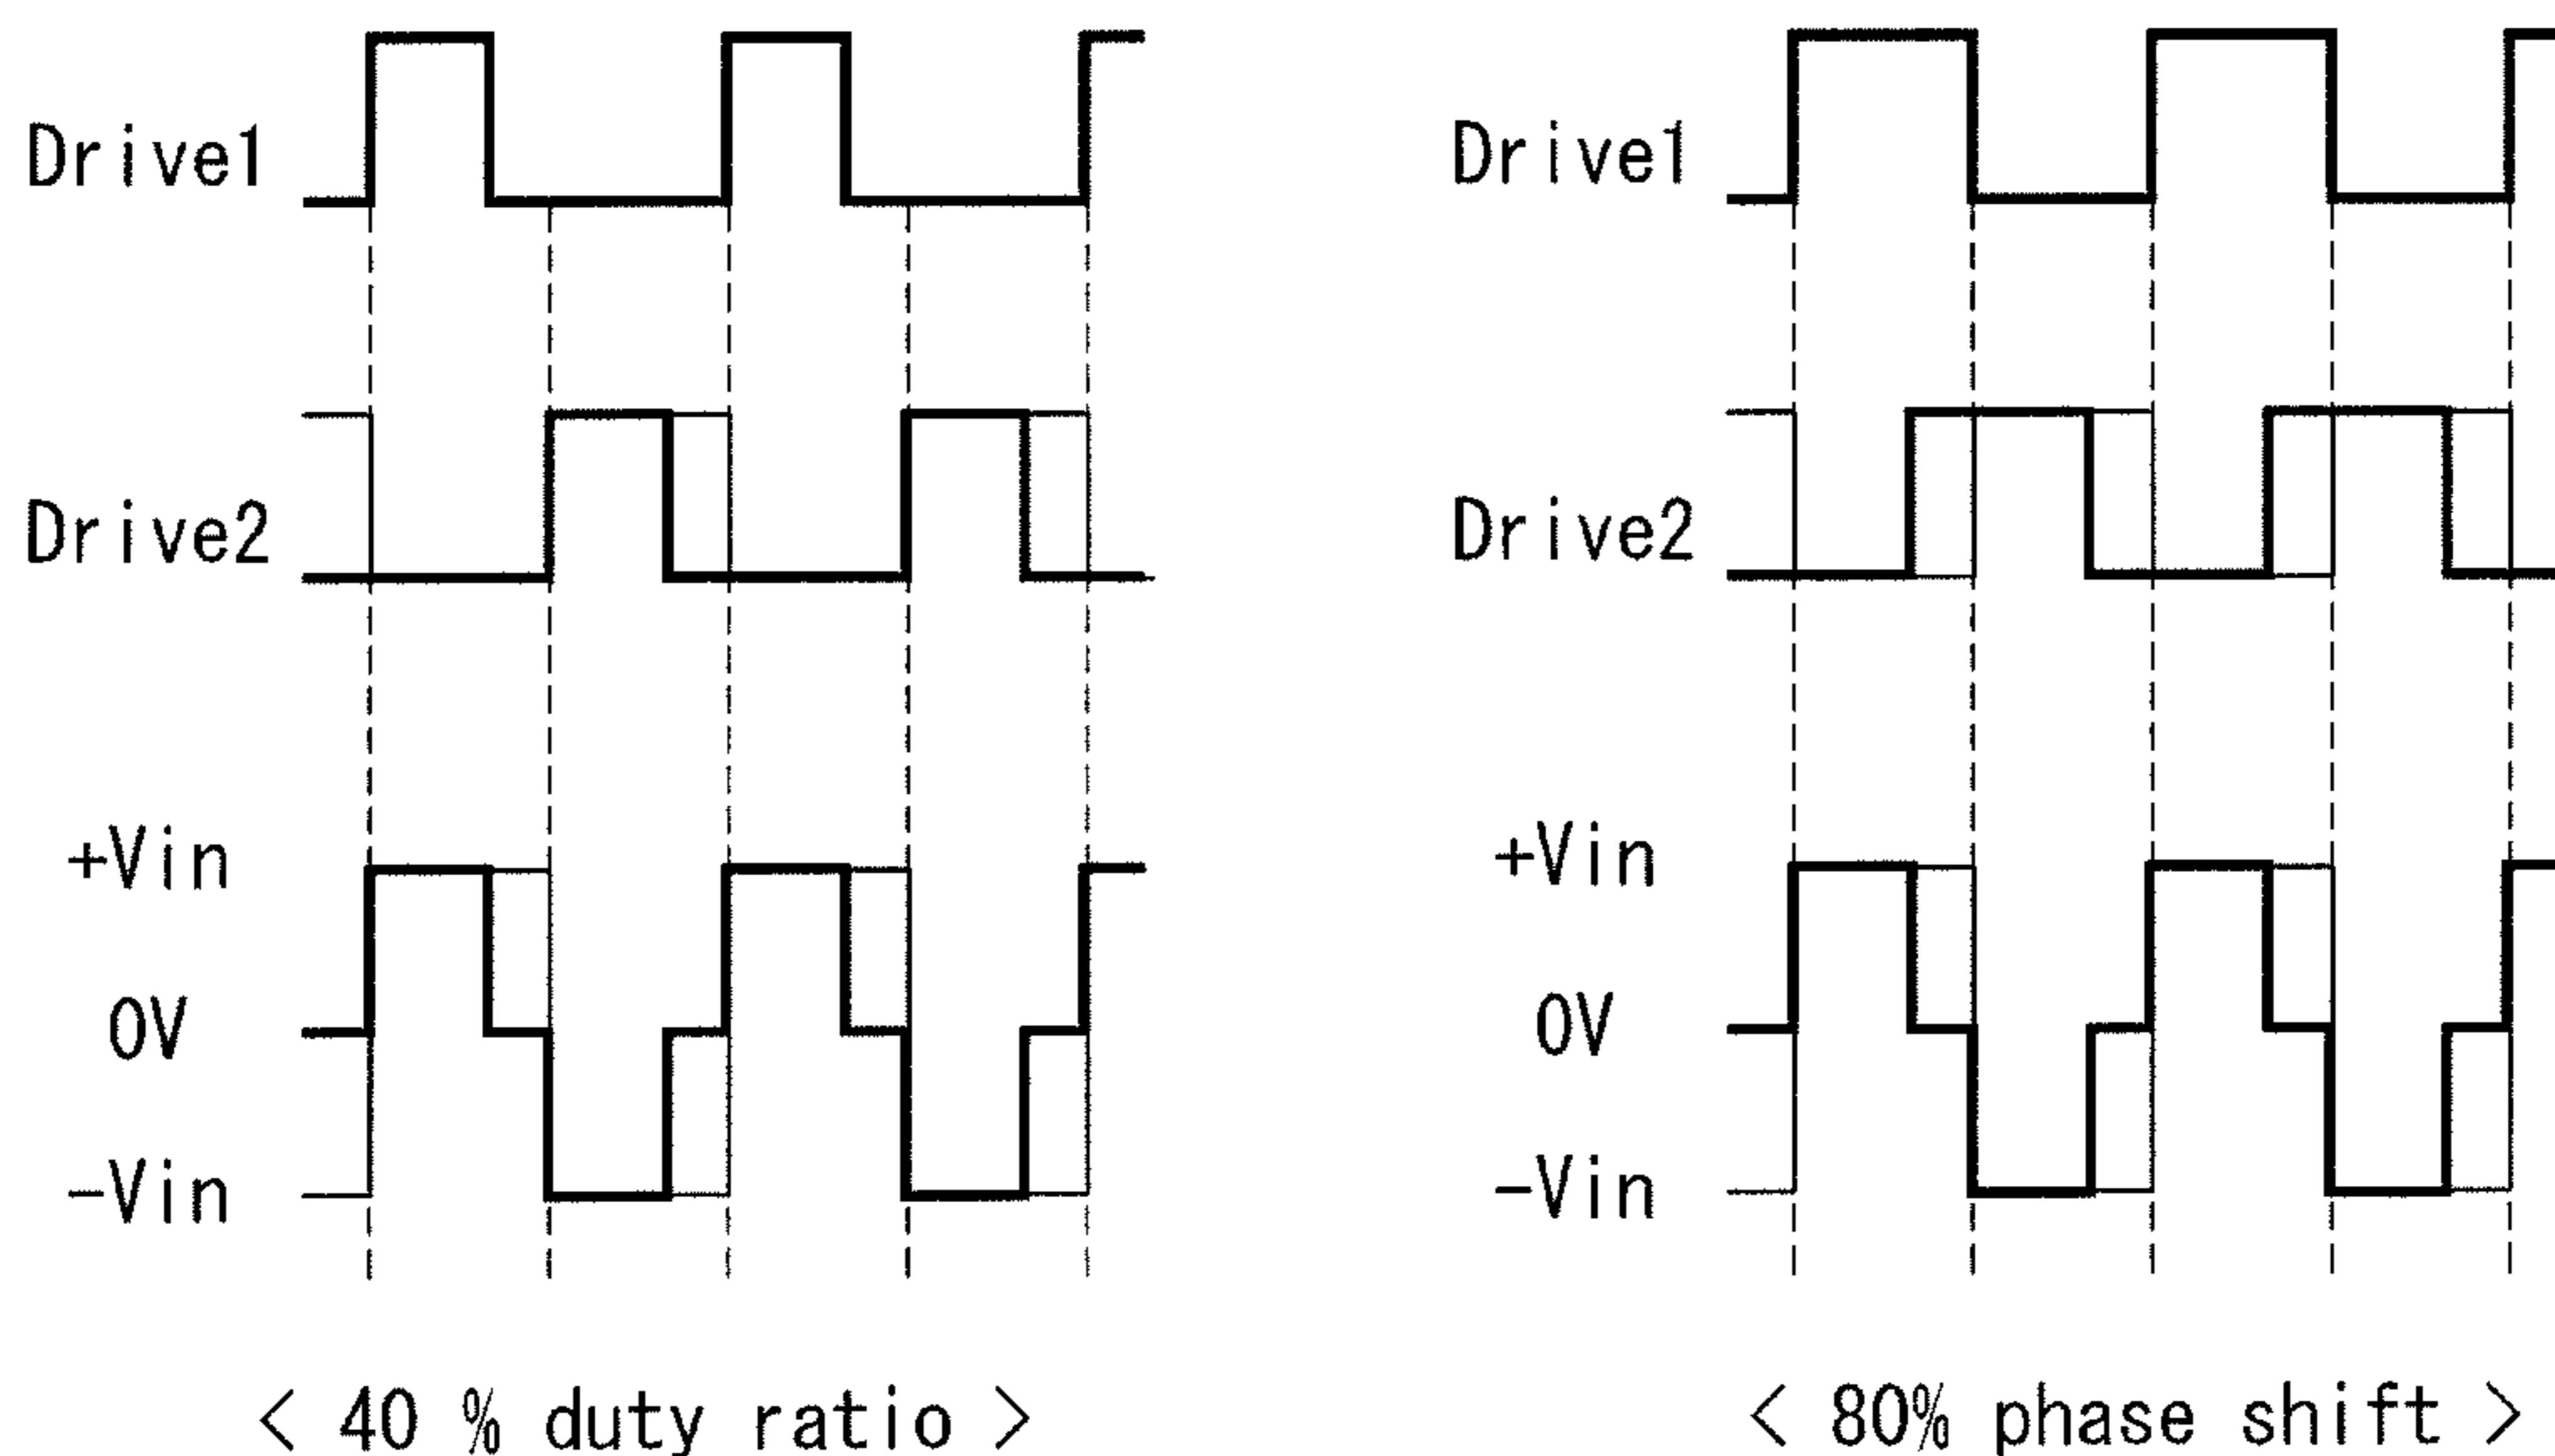 Drive1
Drive2
+Vin
0V
-Vin
< 40 % duty ratio >
Drive1
Drive2
+Vin
0V
-Vin
< 80% phase shift >